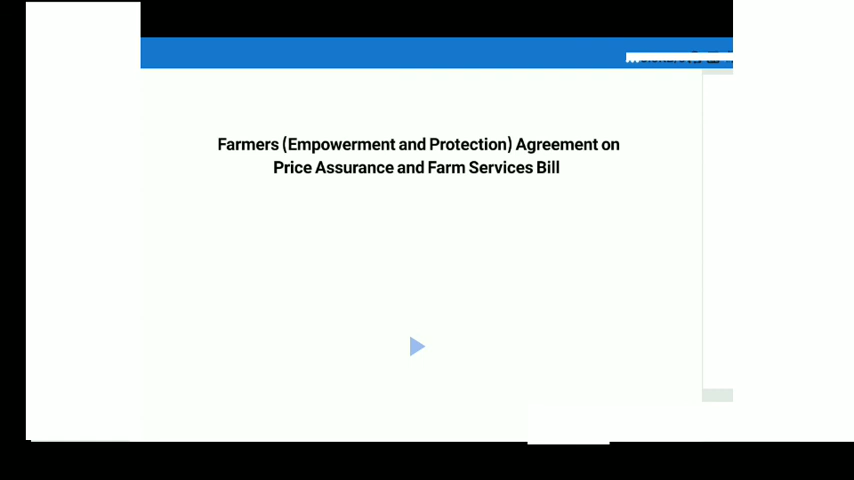 Farmers (Empowerment and Protection) Agreement on
Price Assurance and Farm Services Bill